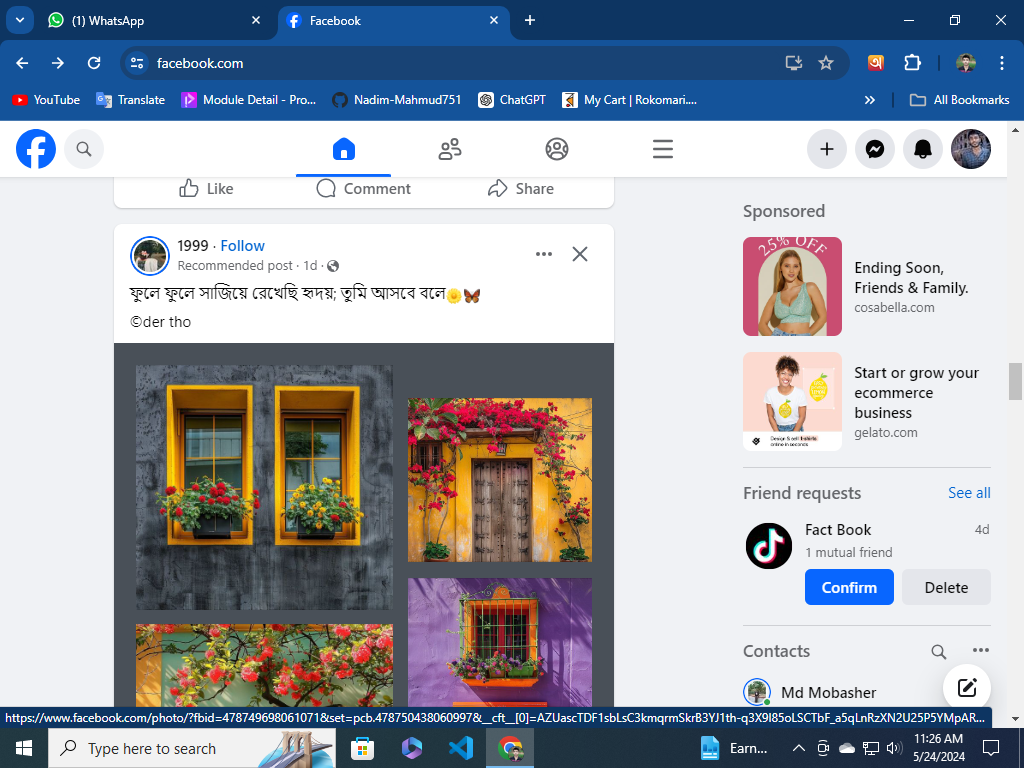 (1) WhatsApp
Facebook
facebook.com
YouTube
Translate
Module Detail - Pro...
Nadim-Mahmud751
ChatGPT
My Cart | Rokomari....
All Bookmarks
Like
Comment
Share
1999 · Follow
Recommended post · 1d ·
ফুলে ফুলে সাজিয়ে রেখেছি হৃদয়; তুমি আসবে বলে
©der tho
Sponsored
25% OFF
Ending Soon,
Friends & Family.
cosabella.com
Start or grow your
ecommerce
business
gelato.com
Design & sell t-shirts
online in seconds
Friend requests
See all
Fact Book
4d
1 mutual friend
Confirm
Delete
Contacts
Md Mobasher
https://www.facebook.com/photo/?fbid=478749698061071&set=pcb.478750438060997&__cft__[0]=AZUascTDF1sbLsC3kmqrmSkrB3YJ1th-q3X9I85oLSCTbF_a5qLnRzXN2U25P5YMpAR...
Type here to search
Earn...
11:26 AM
5/24/2024